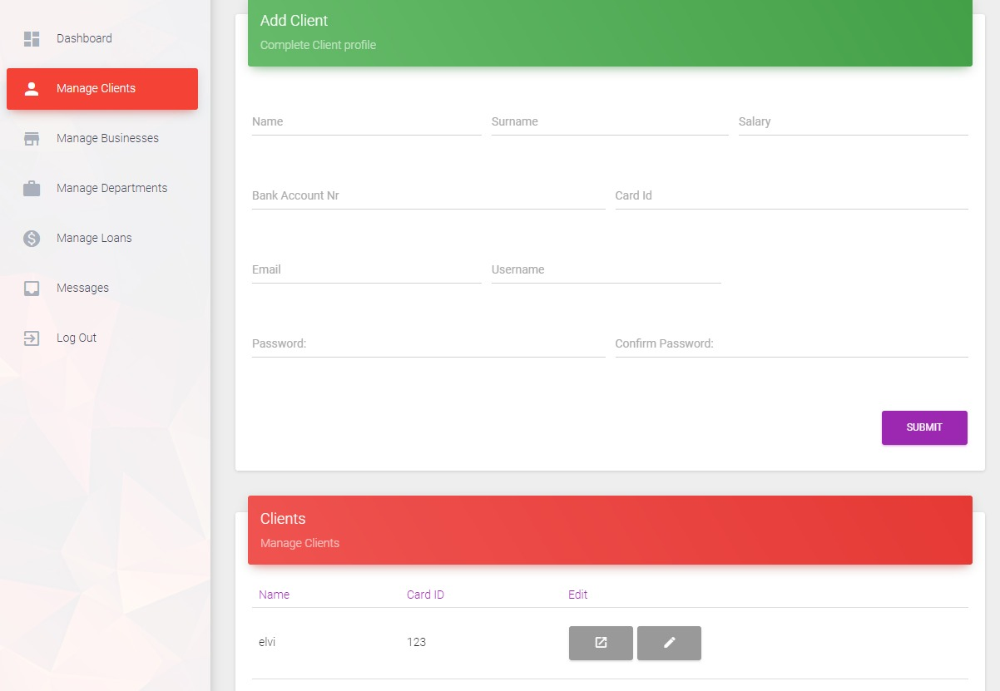 Dashboard
Manage Clients
Manage Businesses
Manage Departments
Manage Loans
Messages
Log Out
Add Client
Complete Client profile
Name Surname Salary
Bank Account Nr Card Id
Email Username
Password: Confirm Password:
SUBMIT
Clients
Manage Clients
Name Card ID Edit
elvi 123